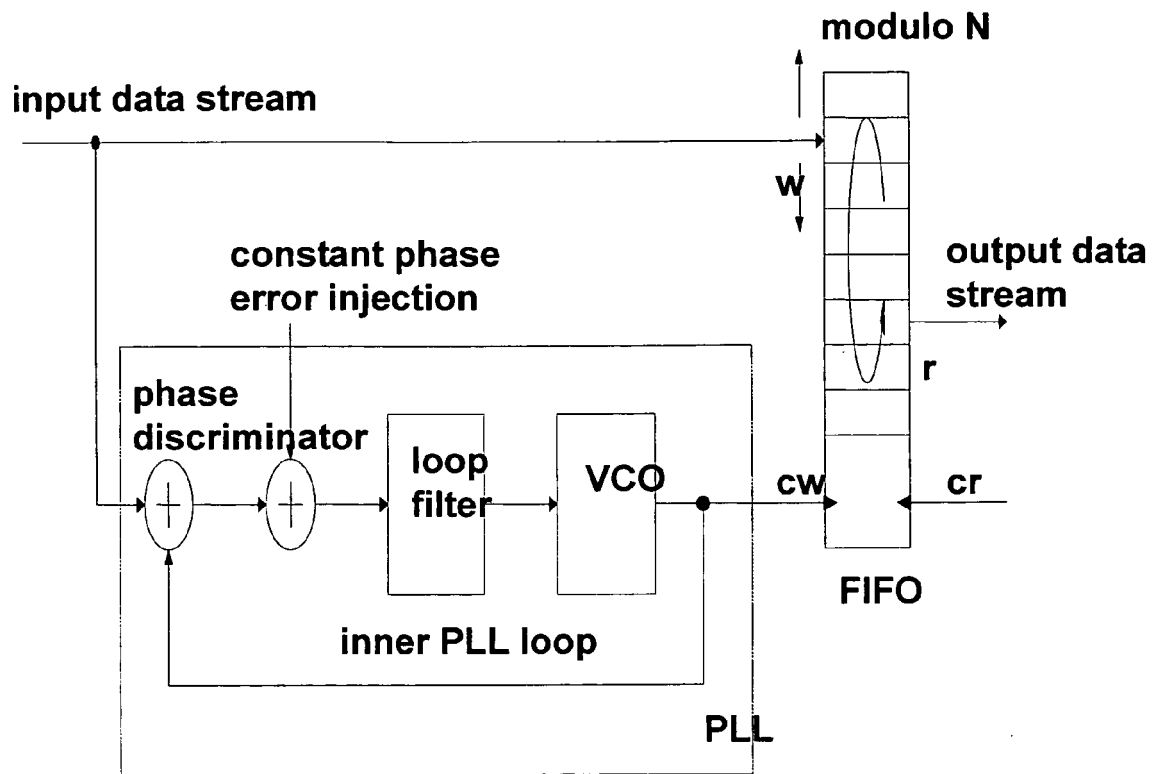 modulo N
input data stream
w
constant phase
error injection
output data
stream
r
phase
discriminator
loop
filter
VCO
cw
cr
FIFO
inner PLL loop
PLL